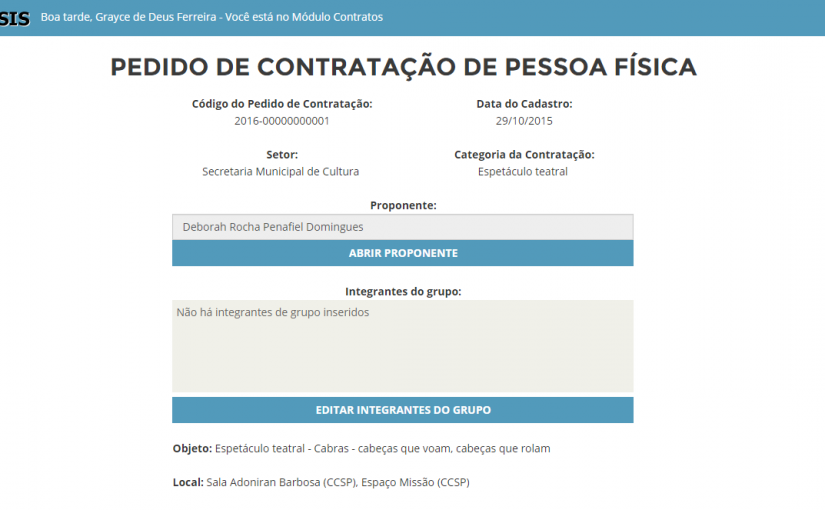 SIS Boa tarde, Grayce de Deus Ferreira - Você está no Módulo Contratos
PEDIDO DE CONTRATAÇÃO DE PESSOA FÍSICA
Código do Pedido de Contratação:
2016-00000000001
Data do Cadastro:
29/10/2015
Setor:
Secretaria Municipal de Cultura
Categoria da Contratação:
Espetáculo teatral
Proponente:
Deborah Rocha Penafiel Domingues
ABRIR PROPONENTE
Integrantes do grupo:
Não há integrantes de grupo inseridos
EDITAR INTEGRANTES DO GRUPO
Objeto: Espetáculo teatral - Cabras - cabeças que voam, cabeças que rolam
Local: Sala Adoniran Barbosa (CCSP), Espaço Missão (CCSP)